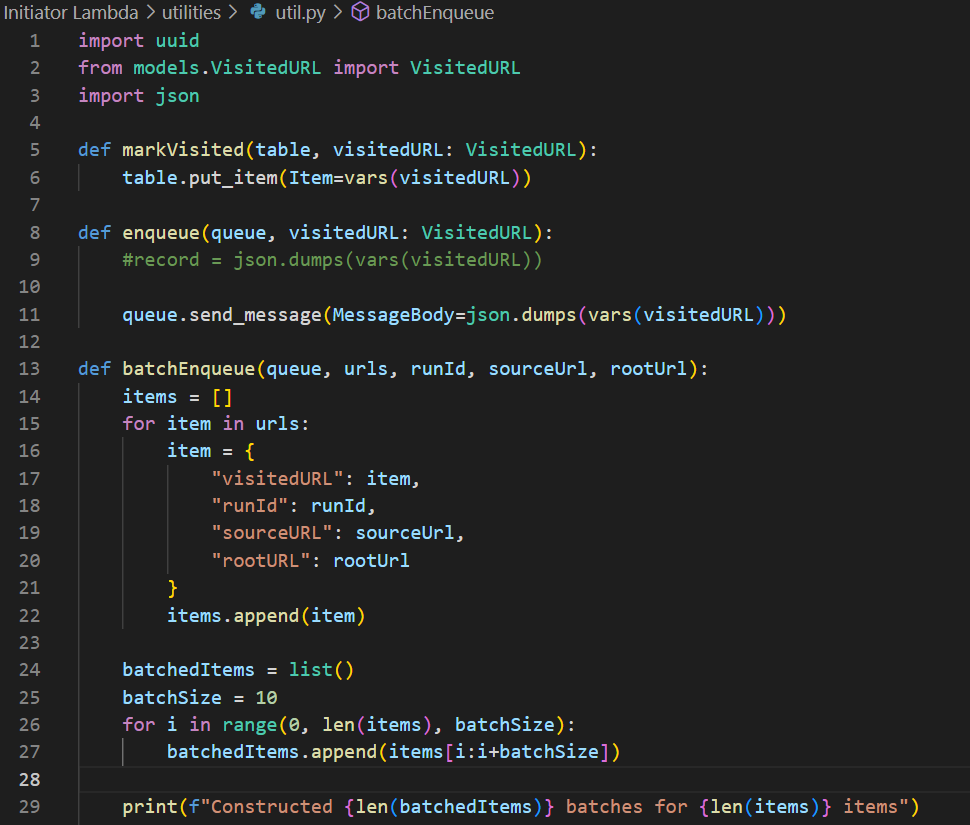 Initiator Lambda > utilities > util.py > batchEnqueue
1 import uuid
2 from models.VisitedURL import VisitedURL
3 import json
4
5 def markVisited(table, visitedURL: VisitedURL):
6     table.put_item(Item=vars(visitedURL))
7
8 def enqueue(queue, visitedURL: VisitedURL):
9     #record = json.dumps(vars(visitedURL))
10
11     queue.send_message(MessageBody=json.dumps(vars(visitedURL)))
12
13 def batchEnqueue(queue, urls, runId, sourceUrl, rootUrl):
14     items = []
15     for item in urls:
16         item = {
17             "visitedURL": item,
18             "runId": runId,
19             "sourceURL": sourceUrl,
20             "rootURL": rootUrl
21         }
22         items.append(item)
23
24     batchedItems = list()
25     batchSize = 10
26     for i in range(0, len(items), batchSize):
27         batchedItems.append(items[i:i+batchSize])
28
29     print(f"Constructed {len(batchedItems)} batches for {len(items)} items")